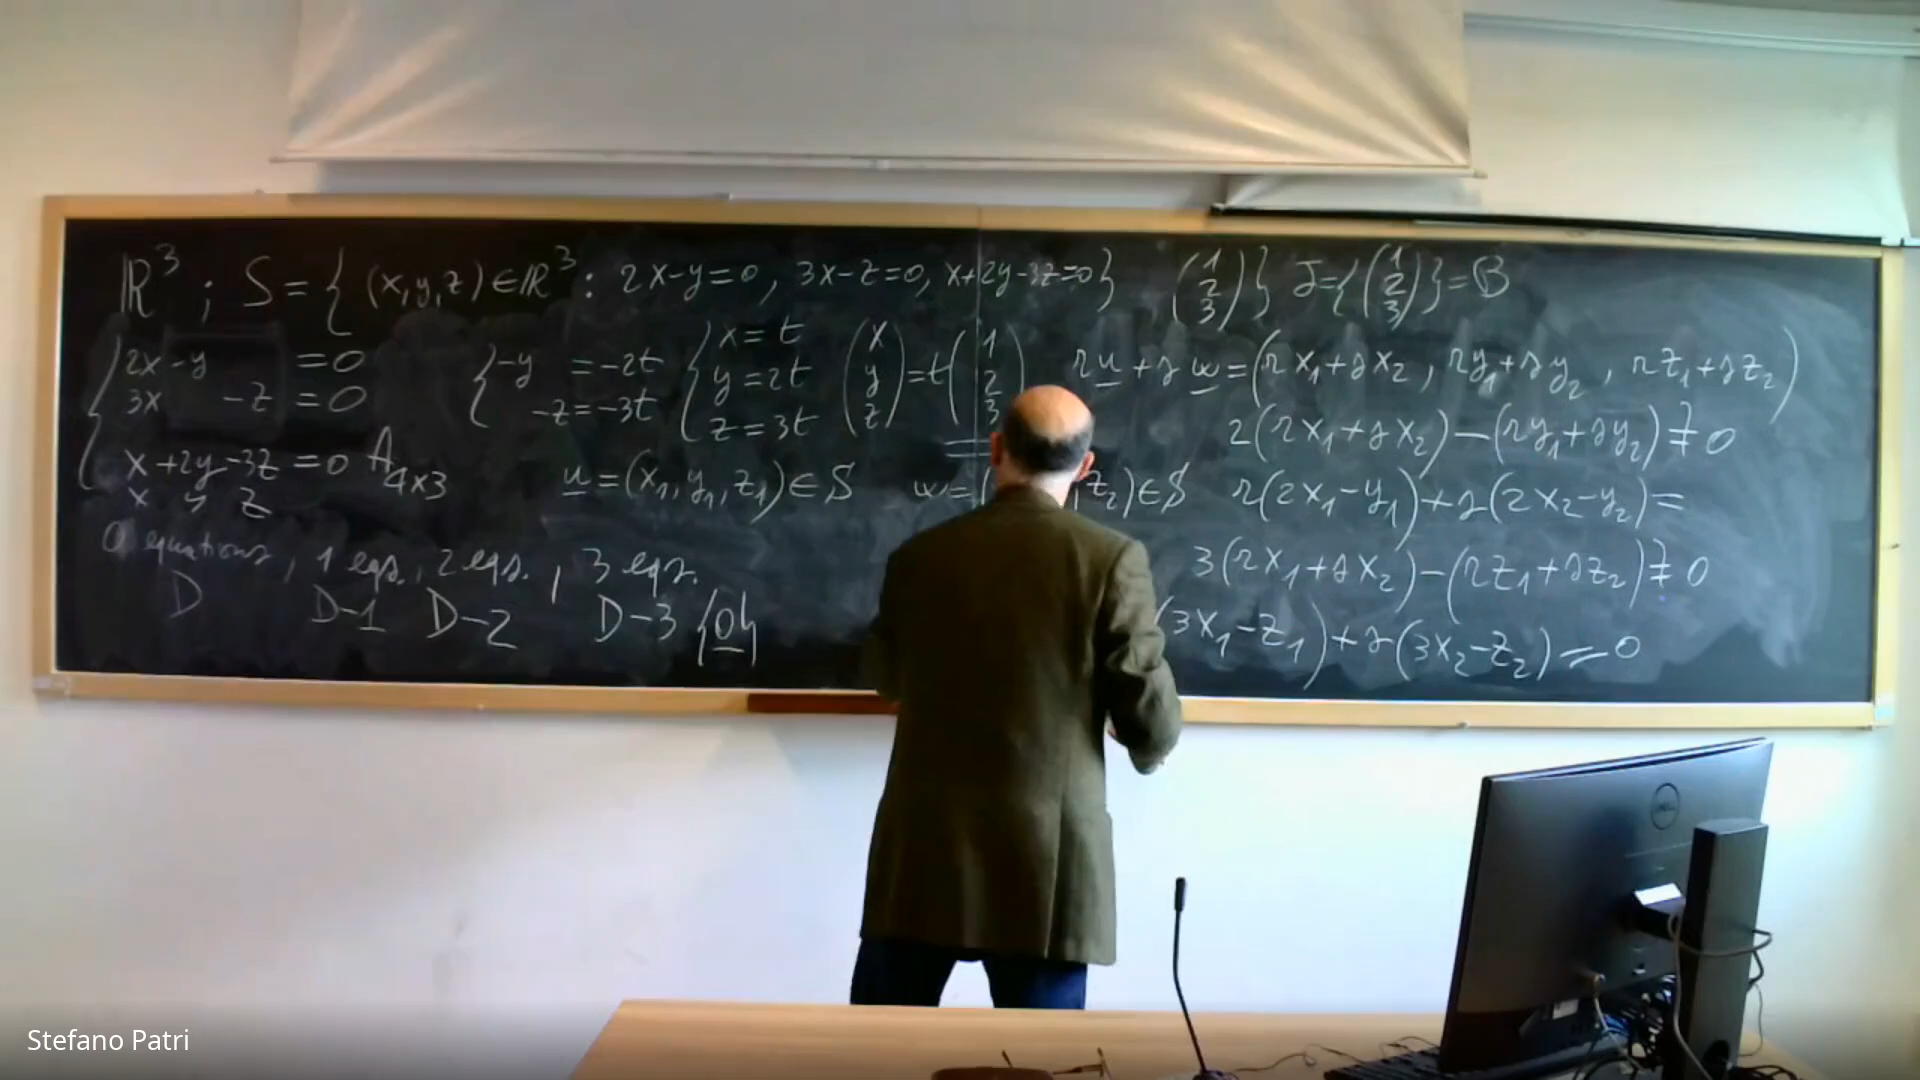 ℝ³ ; S = { (x,y,z) ∈ ℝ³ : 2x-y=0, 3x-z=0, x+2y-3z=0 } (1 2 3) } J={(1 2 3)}=B
{ 2x-y =0
3x -z =0
x+2y-3z=0 A₄ₓ₃
x y z
{ -y = -2t
-z = -3t
{ x = t
y = 2t
z = 3t
(x y z) = t (1 2 3)
u = (x₁, y₁, z₁) ∈ S w = ( , z₂) ∈ S
0 equations, 1 eqs., 2 eqs., 3 eqs.
D D-1 D-2 D-3 {0}
ru + sw = (rx₁+sx₂, ry₁+sy₂, rz₁+sz₂)
2(rx₁+sx₂)-(ry₁+sy₂) ?= 0
r(2x₁-y₁)+s(2x₂-y₂)=
3(rx₁+sx₂)-(rz₁+sz₂) ?= 0
(3x₁-z₁)+s(3x₂-z₂)=0
DELL
Stefano Patri